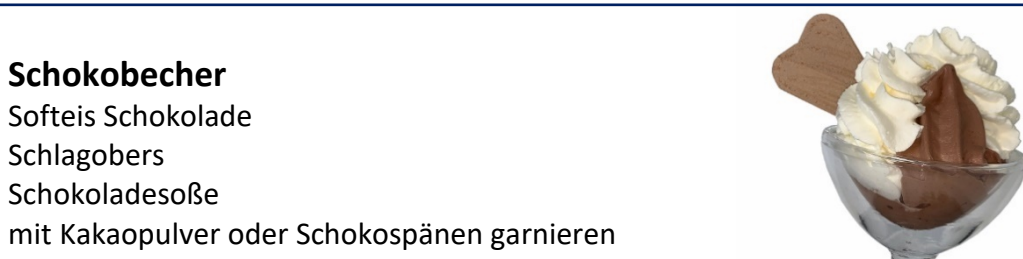 Schokobecher
Softeis Schokolade
Schlagobers
Schokoladesoße
mit Kakaopulver oder Schokospänen garnieren